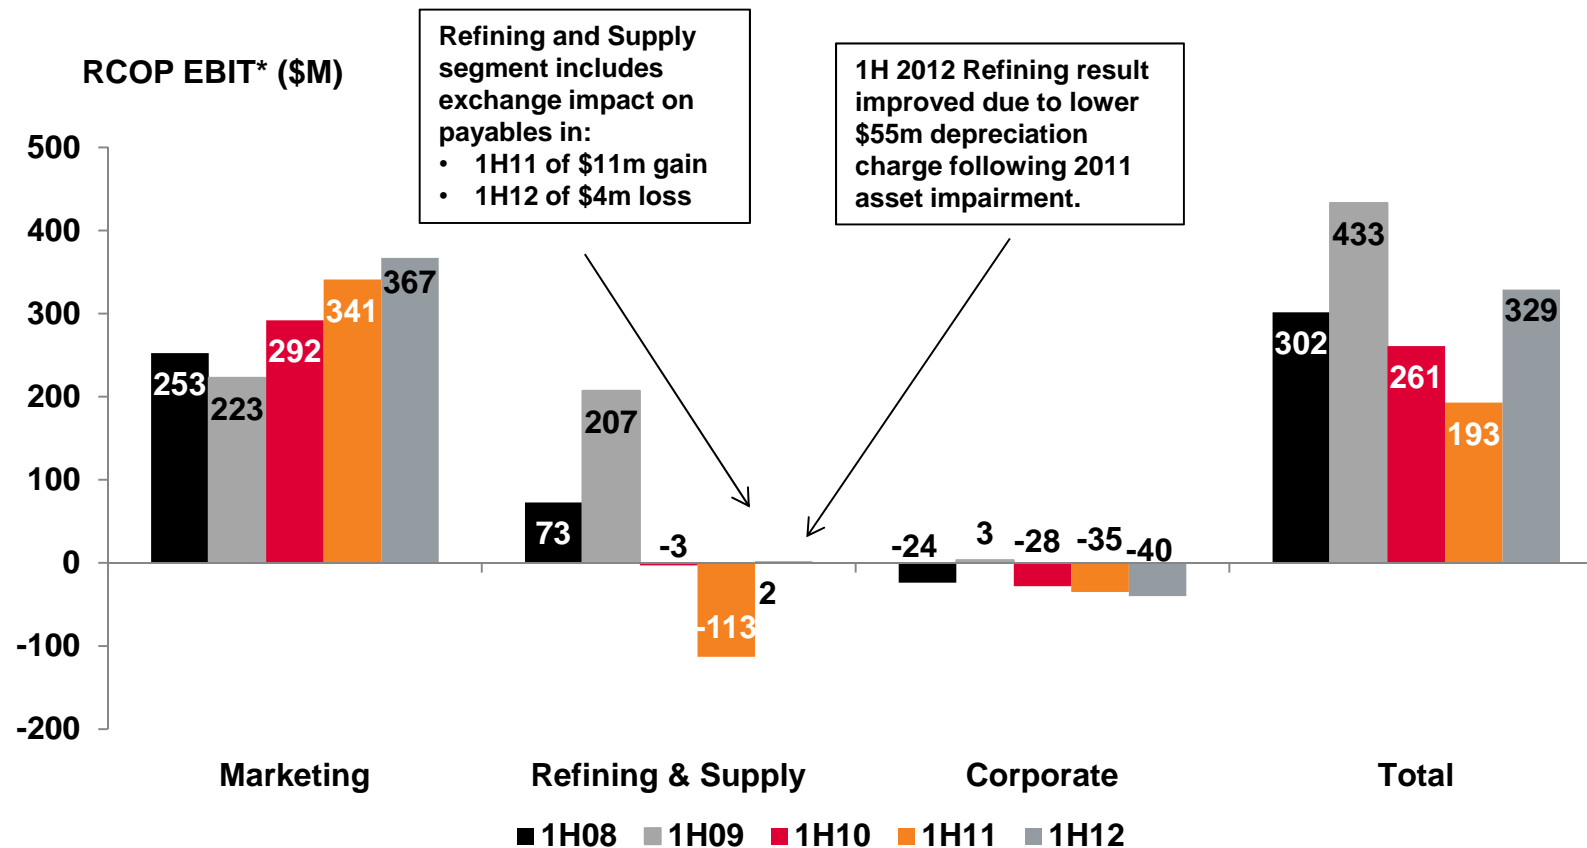 RCOP EBIT* ($M)
Refining and Supply
segment includes
exchange impact on
payables in:
• 1H11 of $11m gain
• 1H12 of $4m loss
1H 2012 Refining result
improved due to lower
$55m depreciation
charge following 2011
asset impairment.
500
400
300
200
100
0
-100
-200
253
223
292
341
367
73
207
-3
-113
2
-24
3
-28
-35
-40
302
433
261
193
329
Marketing
Refining & Supply
Corporate
Total
1H08 1H09 1H10 1H11 1H12